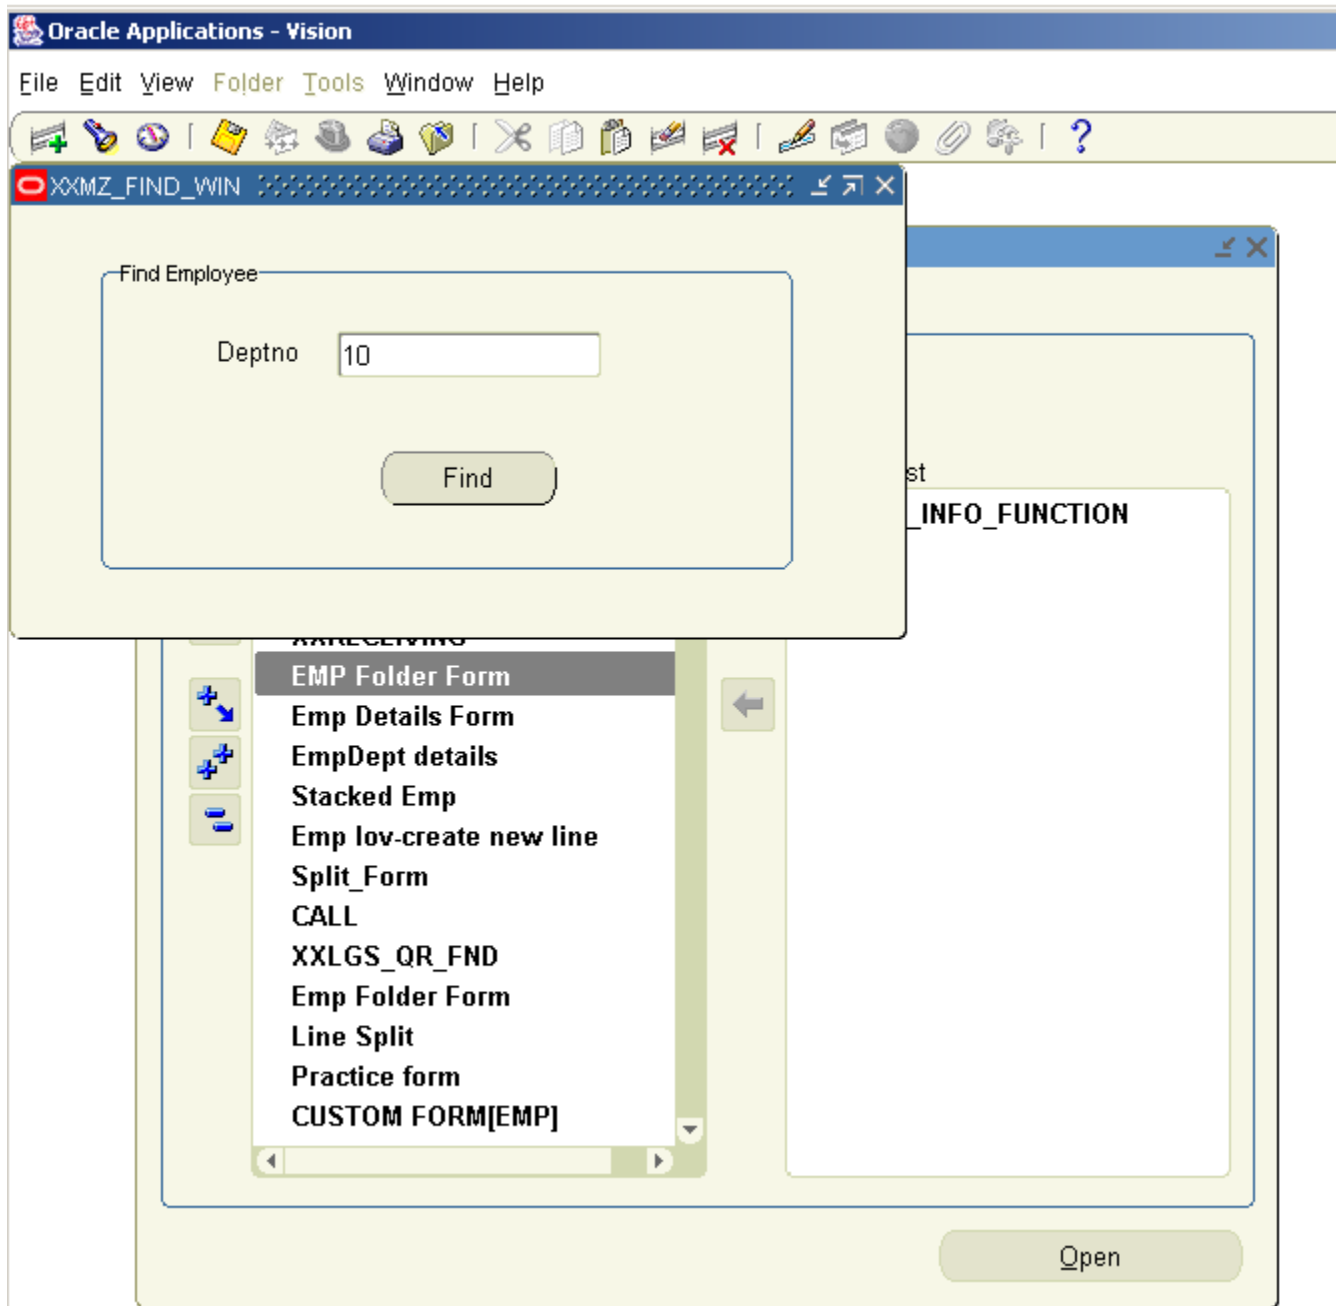 Oracle Applications - Vision
File Edit View Folder Tools Window Help
XXMZ_FIND_WIN
Find Employee
Deptno 10
Find
st
_INFO_FUNCTION
XXRECEIVING
EMP Folder Form
Emp Details Form
EmpDept details
Stacked Emp
Emp lov-create new line
Split_Form
CALL
XXLGS_QR_FND
Emp Folder Form
Line Split
Practice form
CUSTOM FORM[EMP]
Open